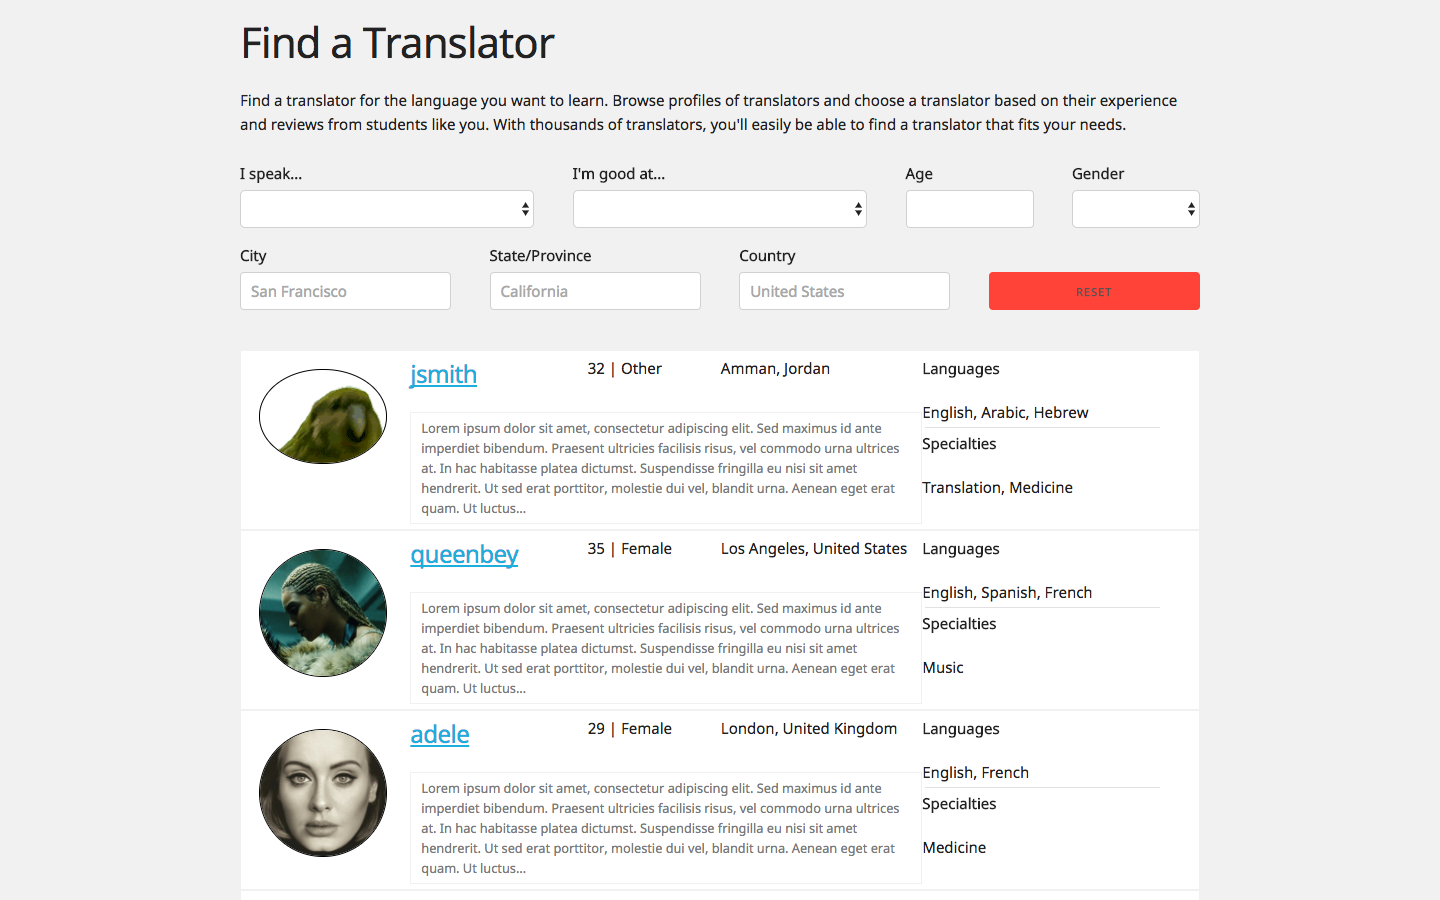 Find a Translator
Find a translator for the language you want to learn. Browse profiles of translators and choose a translator based on their experience
and reviews from students like you. With thousands of translators, you'll easily be able to find a translator that fits your needs.
I speak... I'm good at... Age Gender
City State/Province Country
San Francisco California United States RESET
jsmith 32 | Other Amman, Jordan Languages
English, Arabic, Hebrew
Lorem ipsum dolor sit amet, consectetur adipiscing elit. Sed maximus id ante
imperdiet bibendum. Praesent ultricies facilisis risus, vel commodo urna ultrices
at. In hac habitasse platea dictumst. Suspendisse fringilla eu nisi sit amet
hendrerit. Ut sed erat porttitor, molestie dui vel, blandit urna. Aenean eget erat
quam. Ut luctus...
Specialties
Translation, Medicine
queenbey 35 | Female Los Angeles, United States Languages
English, Spanish, French
Lorem ipsum dolor sit amet, consectetur adipiscing elit. Sed maximus id ante
imperdiet bibendum. Praesent ultricies facilisis risus, vel commodo urna ultrices
at. In hac habitasse platea dictumst. Suspendisse fringilla eu nisi sit amet
hendrerit. Ut sed erat porttitor, molestie dui vel, blandit urna. Aenean eget erat
quam. Ut luctus...
Specialties
Music
adele 29 | Female London, United Kingdom Languages
English, French
Lorem ipsum dolor sit amet, consectetur adipiscing elit. Sed maximus id ante
imperdiet bibendum. Praesent ultricies facilisis risus, vel commodo urna ultrices
at. In hac habitasse platea dictumst. Suspendisse fringilla eu nisi sit amet
hendrerit. Ut sed erat porttitor, molestie dui vel, blandit urna. Aenean eget erat
quam. Ut luctus...
Specialties
Medicine